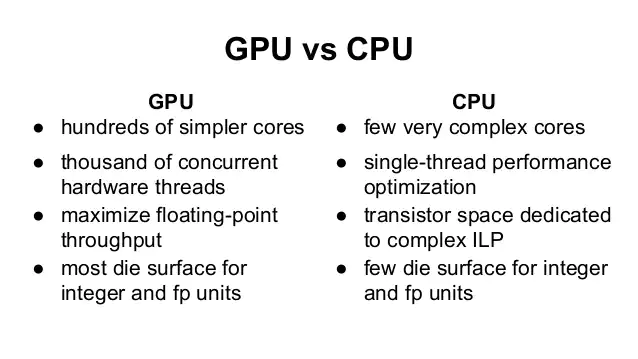 GPU vs CPU
GPU
● hundreds of simpler cores
● thousand of concurrent
hardware threads
● maximize floating-point
throughput
● most die surface for
integer and fp units
CPU
● few very complex cores
● single-thread performance
optimization
● transistor space dedicated
to complex ILP
● few die surface for integer
and fp units